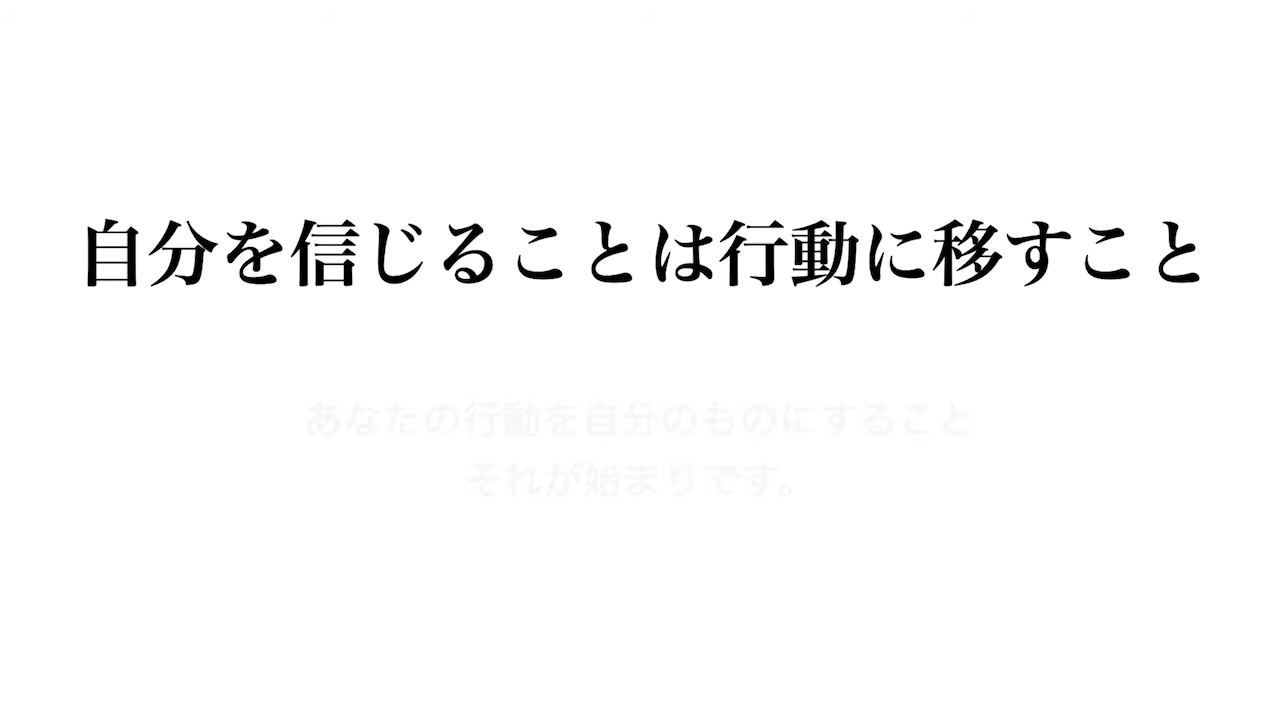 自分を信じることは行動に移すこと
あなたの行動を自分のものにすること
それが始まりです。